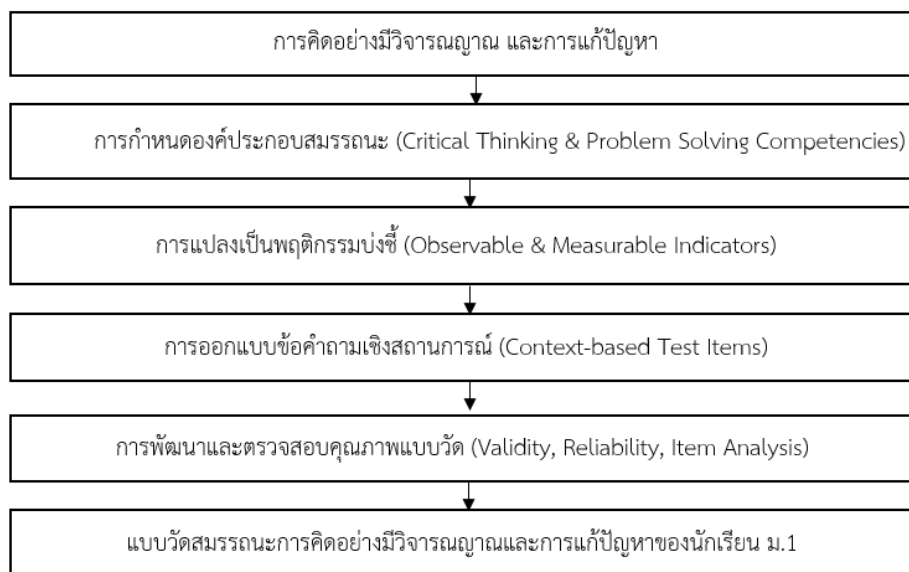 การคิดอย่างมีวิจารณญาณ และการแก้ปัญหา
การกำหนดองค์ประกอบสมรรถนะ (Critical Thinking & Problem Solving Competencies)
การแปลงเป็นพฤติกรรมบ่งชี้ (Observable & Measurable Indicators)
การออกแบบข้อคำถามเชิงสถานการณ์ (Context-based Test Items)
การพัฒนาและตรวจสอบคุณภาพแบบวัด (Validity, Reliability, Item Analysis)
แบบวัดสมรรถนะการคิดอย่างมีวิจารณญาณและการแก้ปัญหาของนักเรียน ม.1